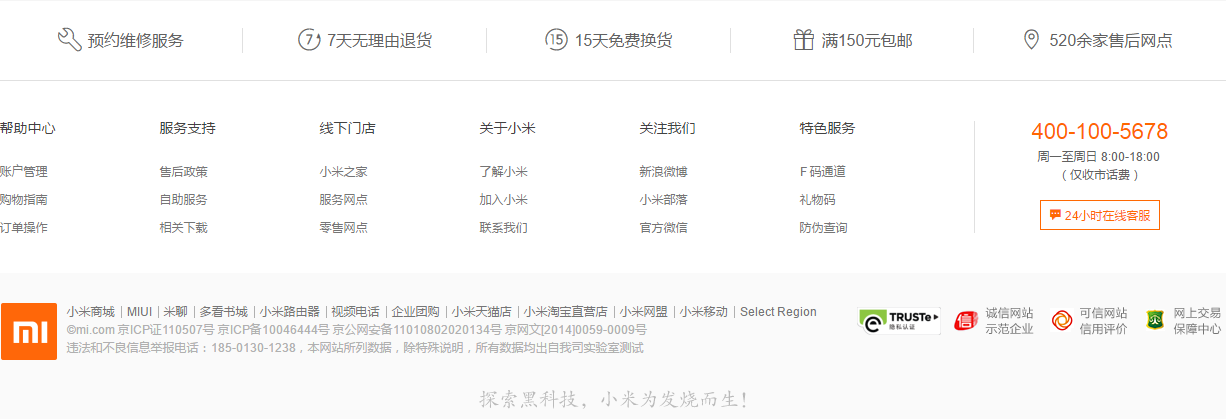 预约维修服务
7 7天无理由退货
15 15天免费换货
满150元包邮
520余家售后网点
帮助中心 服务支持 线下门店 关于小米 关注我们 特色服务
账户管理 售后政策 小米之家 了解小米 新浪微博 F 码通道
购物指南 自助服务 服务网点 加入小米 小米部落 礼物码
订单操作 相关下载 零售网点 联系我们 官方微信 防伪查询
400-100-5678
周一至周日 8:00-18:00
（仅收市话费）
24小时在线客服
mi
小米商城｜MIUI｜米聊｜多看书城｜小米路由器｜视频电话｜企业团购｜小米天猫店｜小米淘宝直营店｜小米网盟｜小米移动｜Select Region
©mi.com 京ICP证110507号 京ICP备10046444号 京公网安备11010802020134号 京网文[2014]0059-0009号
违法和不良信息举报电话：185-0130-1238，本网站所列数据，除特殊说明，所有数据均出自我司实验室测试
TRUSTe
隐私认证
信
诚信网站
示范企业
可信网站
信用评价
网上交易
保障中心
探索黑科技，小米为发烧而生！